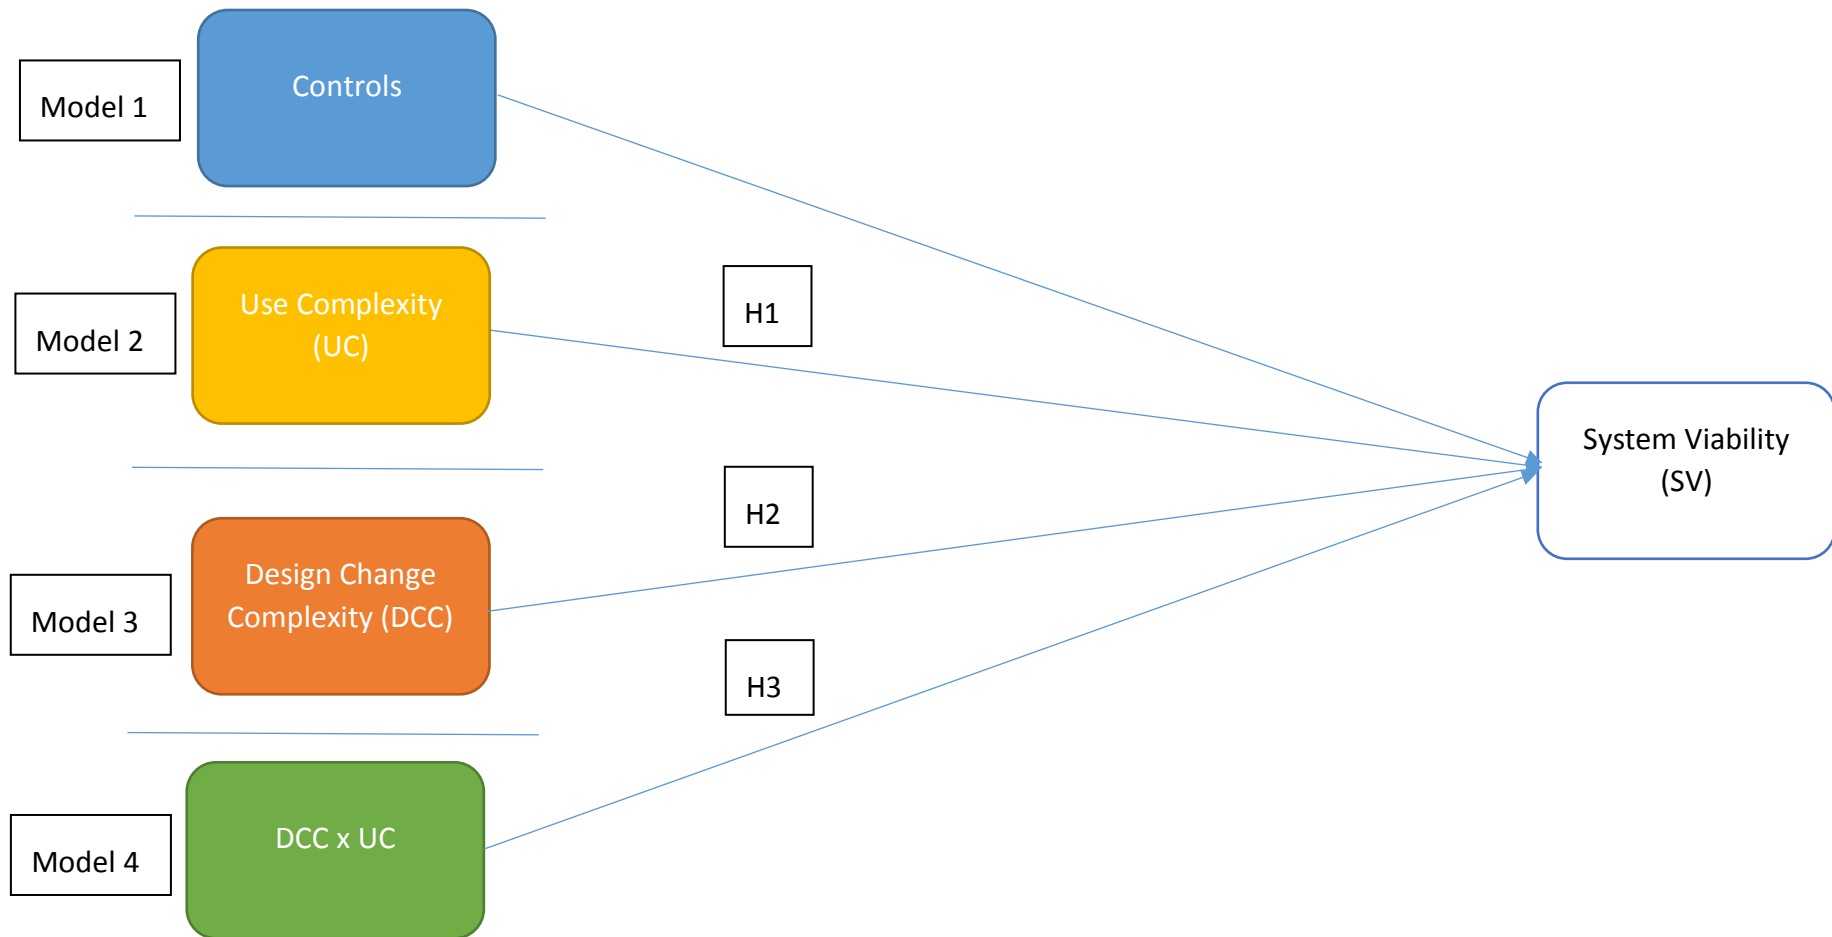 Model 1
Controls
Model 2
Use Complexity
(UC)
H1
System Viability
(SV)
H2
Model 3
Design Change
Complexity (DCC)
H3
Model 4
DCC x UC